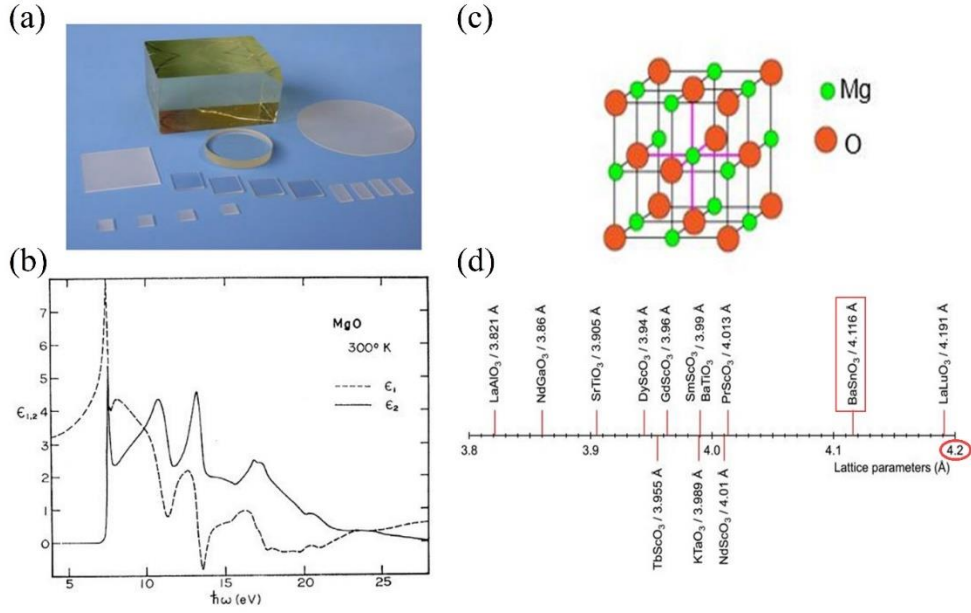 (a)
(c)
Mg
O
(b)
7
6
5
ϵ1,2 4
3
2
1
0
MgO
300° K
ϵ1
ϵ2
5 10 15 20 25
ħω (eV)
(d)
LaAlO3 / 3.821 Å
NdGaO3 / 3.86 Å
SrTiO3 / 3.905 Å
DyScO3 / 3.94 Å
GdScO3 / 3.96 Å
SmScO3 / 3.99 Å
BaTiO3
PrScO3 / 4.013 Å
BaSnO3 / 4.116 Å
LaLuO3 / 4.191 Å
3.8 3.9 4.0 4.1 4.2
Lattice parameters (Å)
TbScO3 / 3.955 Å
KTaO3 / 3.989 Å
NdScO3 / 4.01 Å